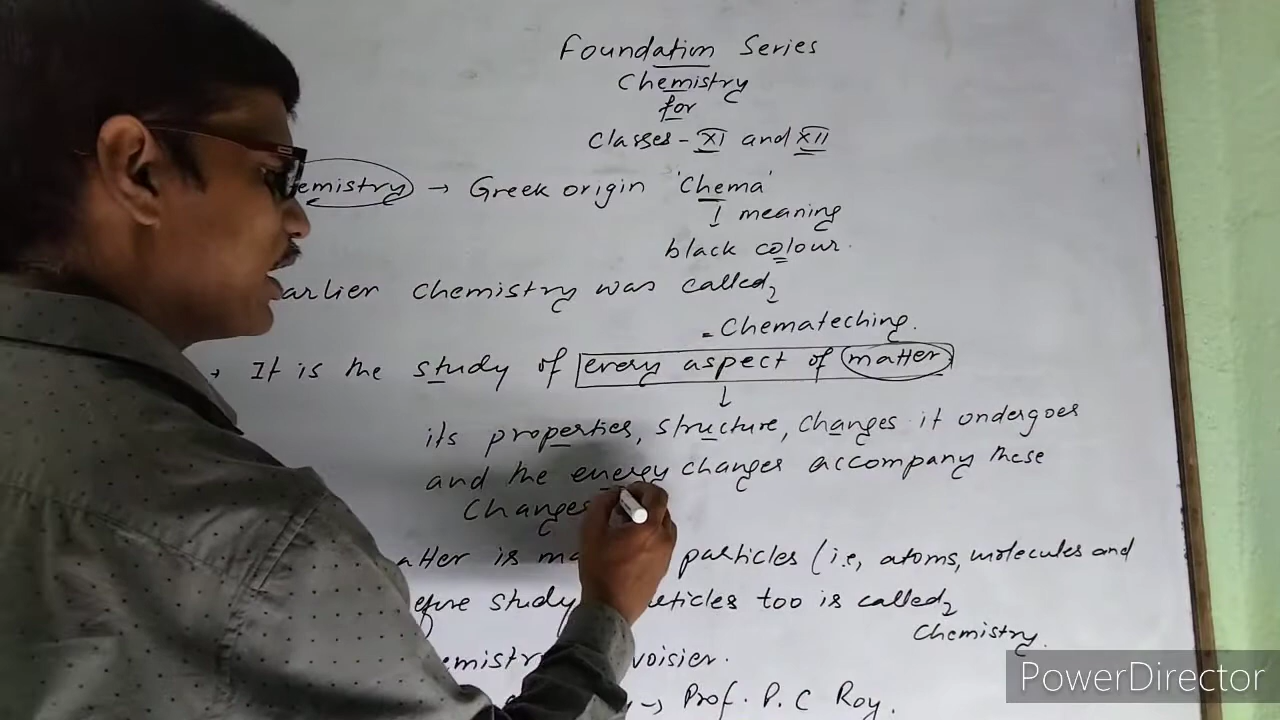 Foundation Series
Chemistry
for
Classes - XI and XII
emistry → Greek origin 'Chema'
↓ meaning
black colour.
arlier chemistry was called,
= Chemateching.
→ It is the study of every aspect of matter
↓
its properties, structure, changes it undergoes
and the energy changes accompany these
Changes
atter is ma particles (i.e, atoms, molecules and
efore study ticles too is called,
Chemistry.
emistr voisier.
→ Prof. P. C Roy.
PowerDirector